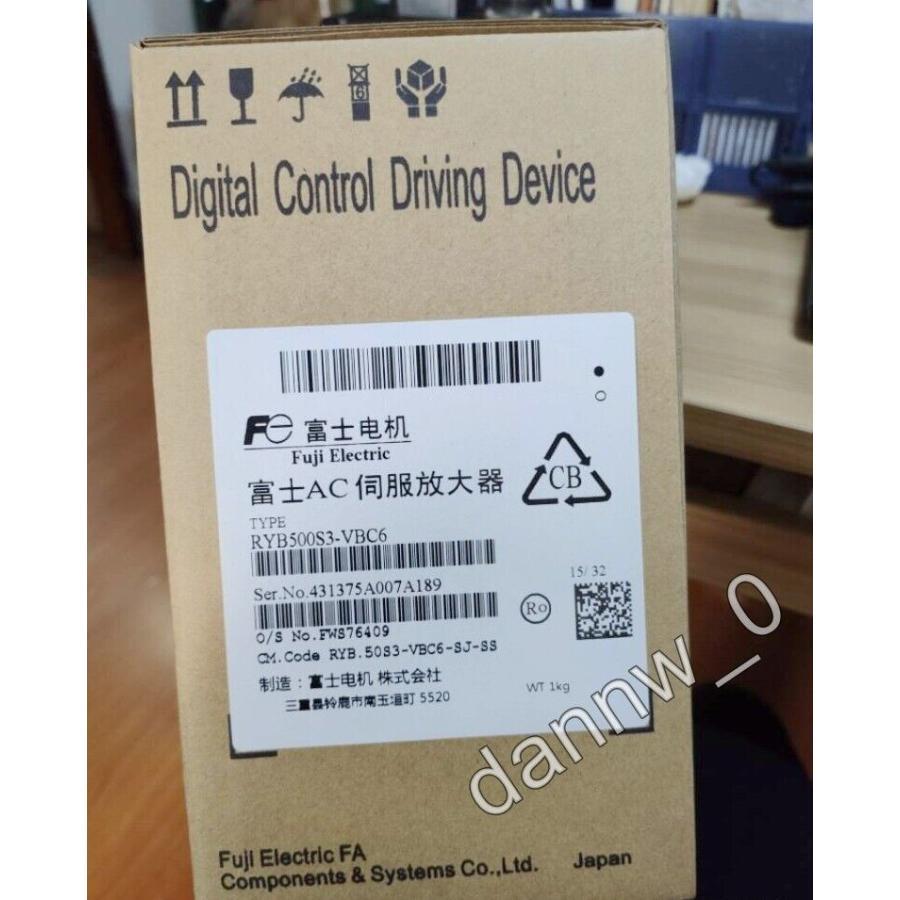 Digital Control Driving Device
Fe 富士电机
Fuji Electric
富士AC 伺服放大器
CB
TYPE
RYB500S3-VBC6
Ser.No.431375A007A189
15/ 32
Ro
O/S No.FWS76409
CM.Code RYB.50S3-VBC6-SJ-SS
制造：富士电机 株式会社
WT 1kg
三重县铃鹿市南玉垣町 5520
dannw_0
Fuji Electric FA
Components & Systems Co.,Ltd. Japan